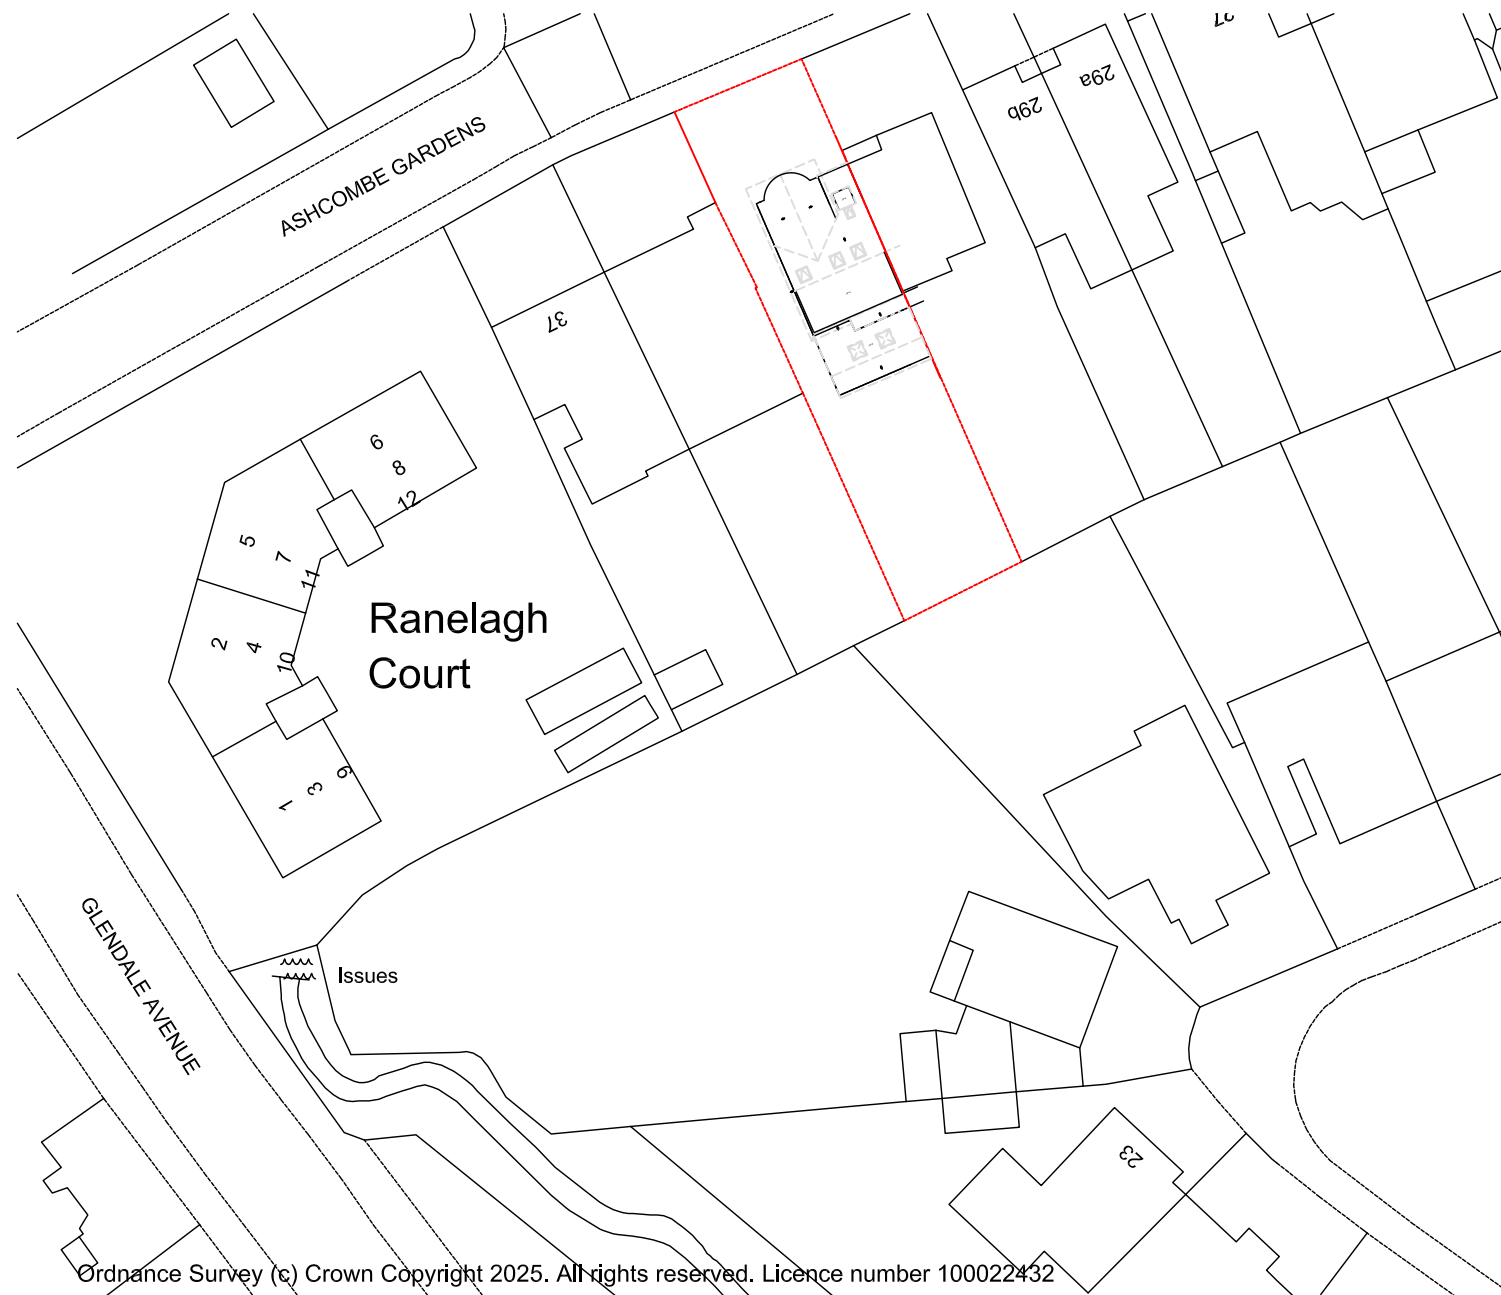 27
29a
29b
ASHCOMBE GARDENS
37
6
8
12
5
7
11
Ranelagh
Court
2
4
10
1
3
9
GLENDALE AVENUE
Issues
23
Ordnance Survey (c) Crown Copyright 2025. All rights reserved. Licence number 100022432